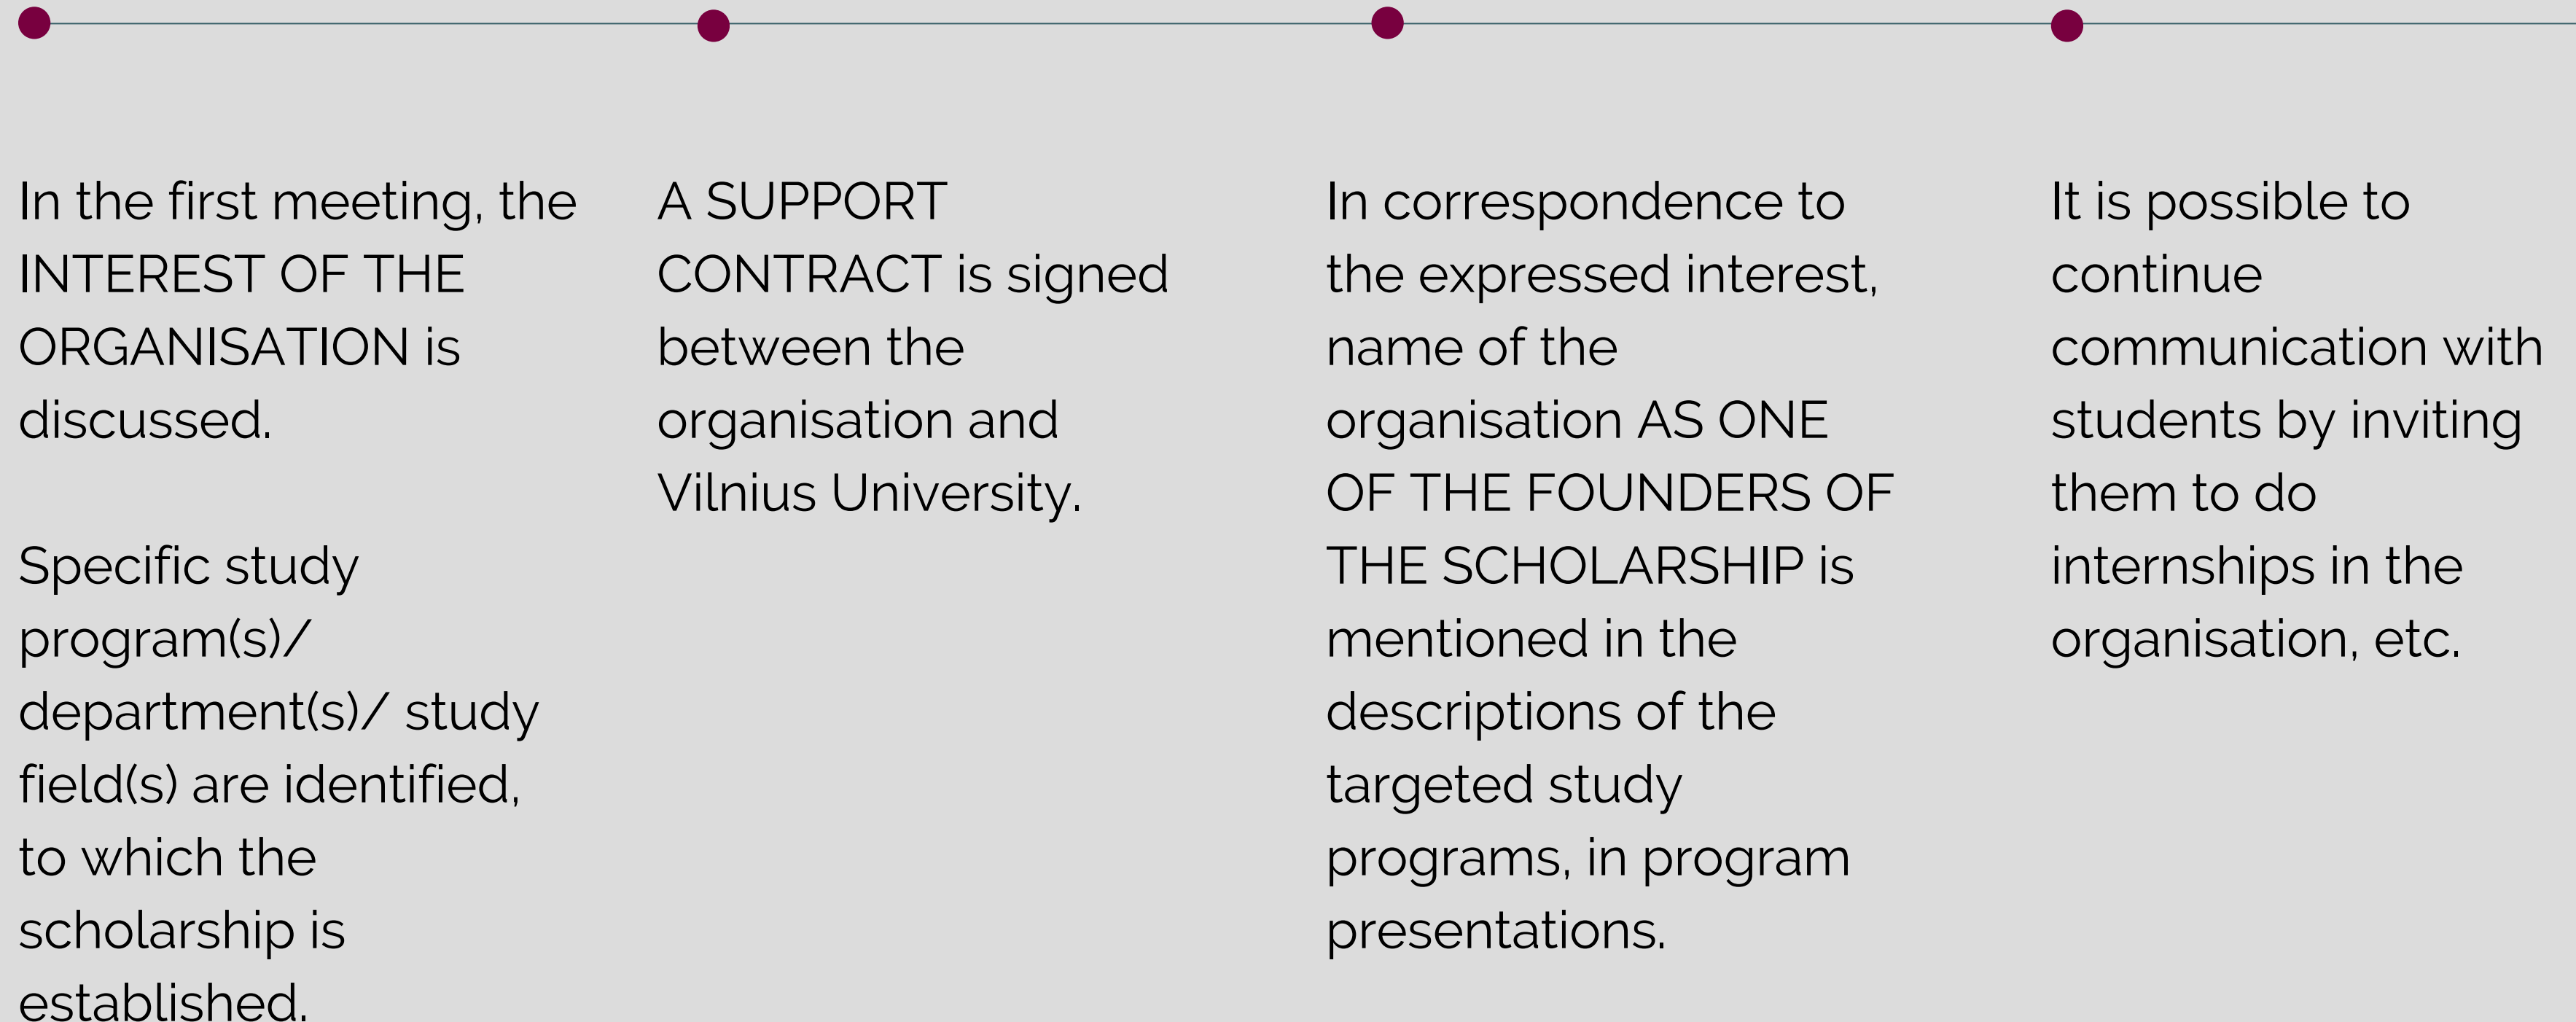 In the first meeting, the
INTEREST OF THE
ORGANISATION is
discussed.
Specific study
program(s)/
department(s)/ study
field(s) are identified,
to which the
scholarship is
established.
A SUPPORT
CONTRACT is signed
between the
organisation and
Vilnius University.
In correspondence to
the expressed interest,
name of the
organisation AS ONE
OF THE FOUNDERS OF
THE SCHOLARSHIP is
mentioned in the
descriptions of the
targeted study
programs, in program
presentations.
It is possible to
continue
communication with
students by inviting
them to do
internships in the
organisation, etc.